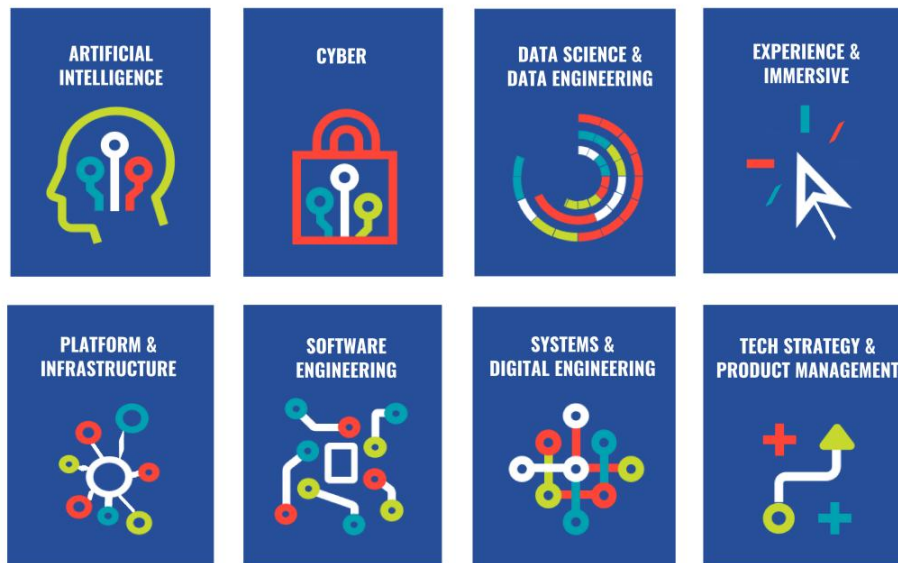 ARTIFICIAL
INTELLIGENCE
CYBER
DATA SCIENCE &
DATA ENGINEERING
EXPERIENCE &
IMMERSIVE
PLATFORM &
INFRASTRUCTURE
SOFTWARE
ENGINEERING
SYSTEMS &
DIGITAL ENGINEERING
TECH STRATEGY &
PRODUCT MANAGEMENT